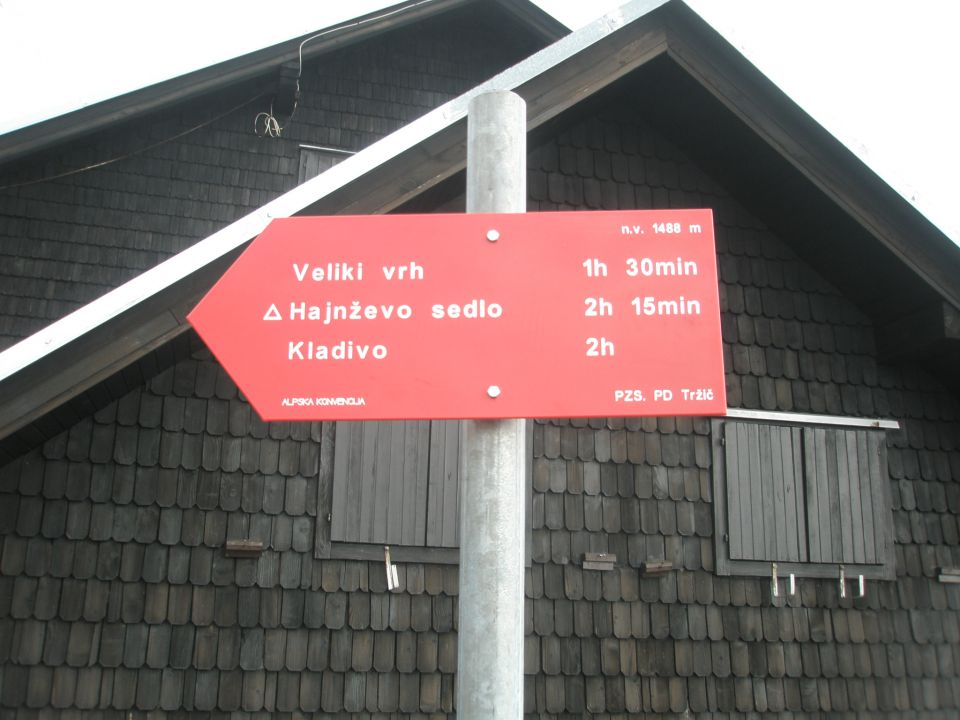 n.v. 1488 m
Veliki vrh 1h 30min
△ Hajnževo sedlo 2h 15min
Kladivo 2h
ALPSKA KONVENCIJA PZS. PD Tržič